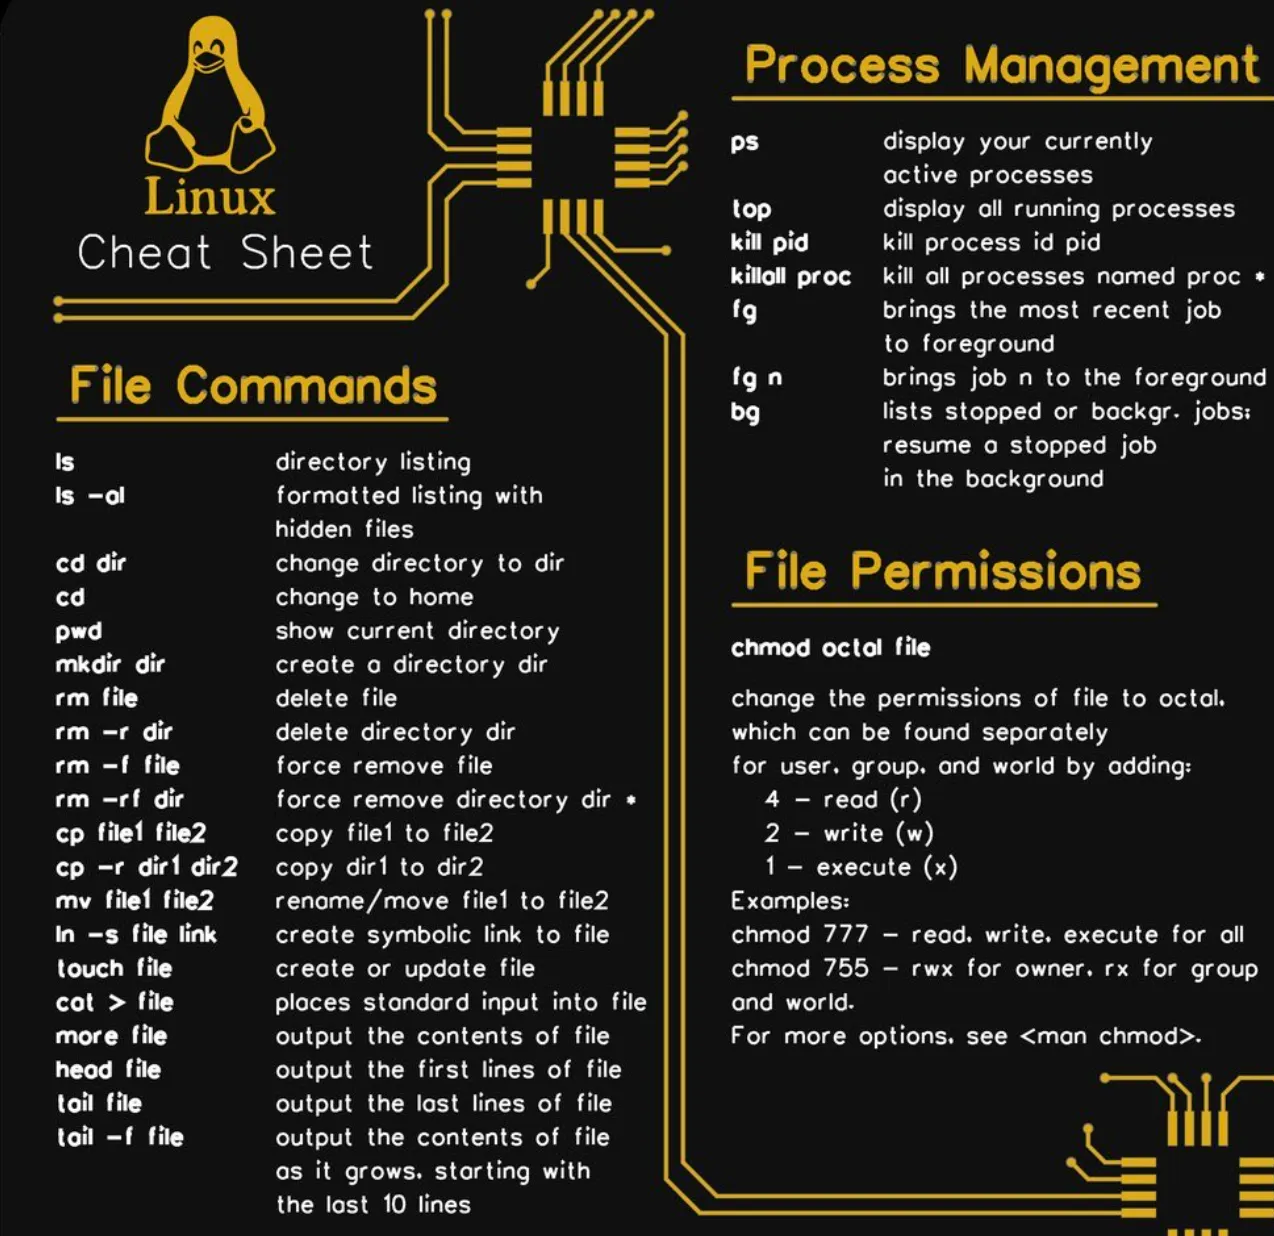 Linux
Cheat Sheet
File Commands
ls directory listing
ls -al formatted listing with
hidden files
cd dir change directory to dir
cd change to home
pwd show current directory
mkdir dir create a directory dir
rm file delete file
rm -r dir delete directory dir
rm -f file force remove file
rm -rf dir force remove directory dir *
cp file1 file2 copy file1 to file2
cp -r dir1 dir2 copy dir1 to dir2
mv file1 file2 rename/move file1 to file2
ln -s file link create symbolic link to file
touch file create or update file
cat > file places standard input into file
more file output the contents of file
head file output the first lines of file
tail file output the last lines of file
tail -f file output the contents of file
as it grows, starting with
the last 10 lines
Process Management
ps display your currently
active processes
top display all running processes
kill pid kill process id pid
killall proc kill all processes named proc *
fg brings the most recent job
to foreground
fg n brings job n to the foreground
bg lists stopped or backgr. jobs;
resume a stopped job
in the background
File Permissions
chmod octal file
change the permissions of file to octal,
which can be found separately
for user, group, and world by adding:
4 - read (r)
2 - write (w)
1 - execute (x)
Examples:
chmod 777 - read, write, execute for all
chmod 755 - rwx for owner, rx for group
and world.
For more options, see <man chmod>.